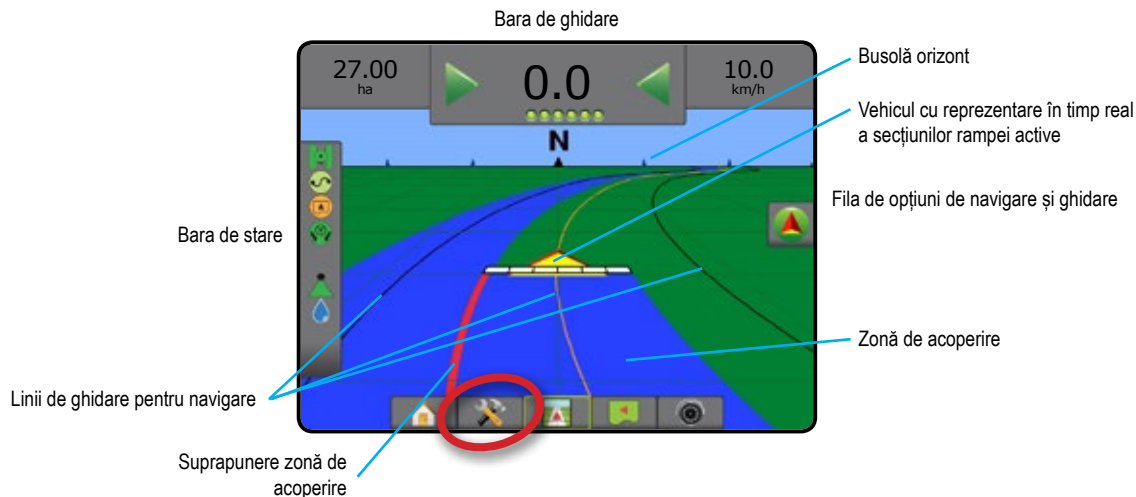 Bara de ghidare
27.00
ha
0.0
10.0
km/h
N
Busolă orizont
Vehicul cu reprezentare în timp real
a secțiunilor rampei active
Fila de opțiuni de navigare și ghidare
Bara de stare
Zonă de acoperire
Linii de ghidare pentru navigare
Suprapunere zonă de
acoperire